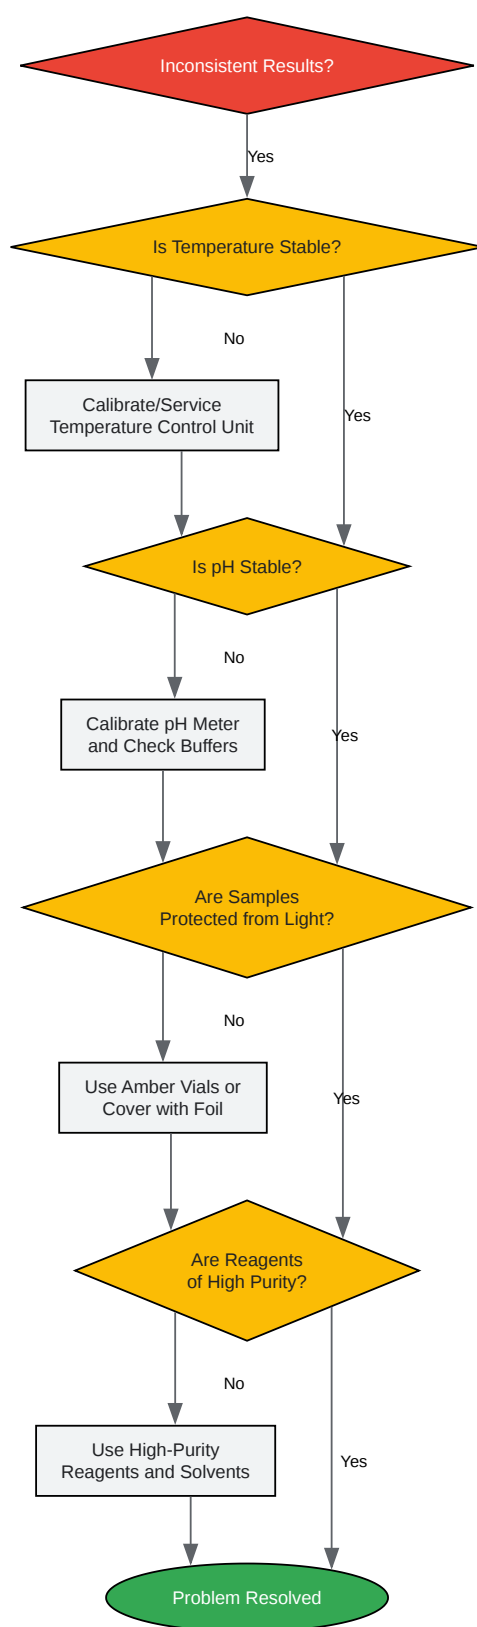 Inconsistent Results?
Yes
Is Temperature Stable?
No
Calibrate/Service
Temperature Control Unit
Yes
Is pH Stable?
No
Calibrate pH Meter
and Check Buffers
Yes
Are Samples
Protected from Light?
No
Use Amber Vials or
Cover with Foil
Yes
Are Reagents
of High Purity?
No
Use High-Purity
Reagents and Solvents
Yes
Problem Resolved